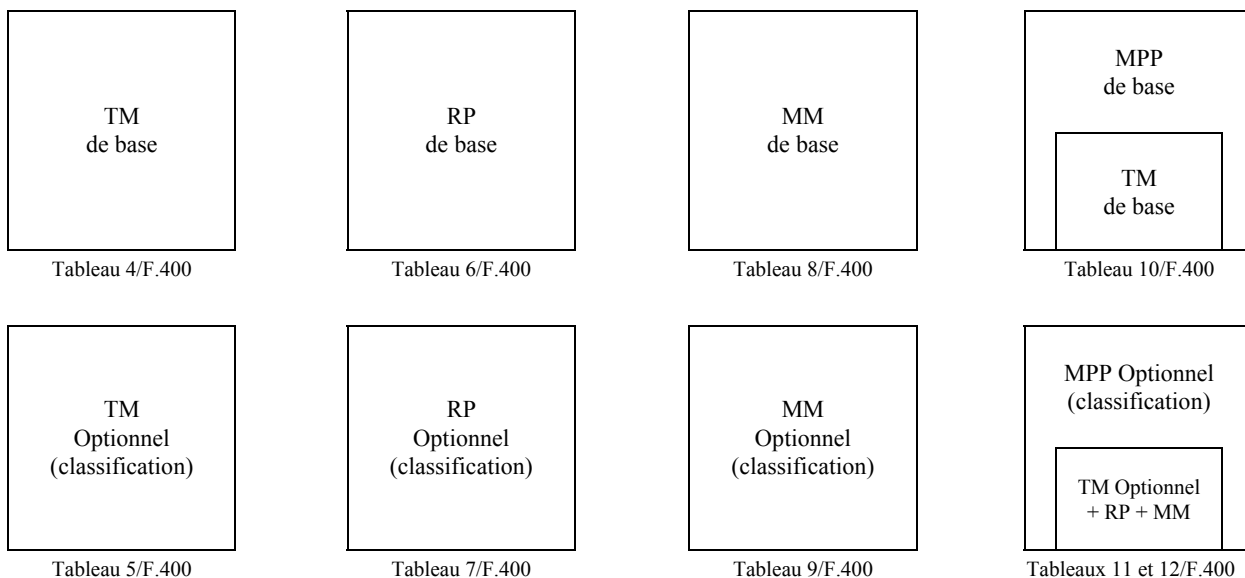 TM
de base
RP
de base
MM
de base
MPP
de base
TM
de base
Tableau 4/F.400
Tableau 6/F.400
Tableau 8/F.400
Tableau 10/F.400
TM
Optionnel
(classification)
RP
Optionnel
(classification)
MM
Optionnel
(classification)
MPP Optionnel
(classification)
TM Optionnel
+ RP + MM
Tableau 5/F.400
Tableau 7/F.400
Tableau 9/F.400
Tableaux 11 et 12/F.400